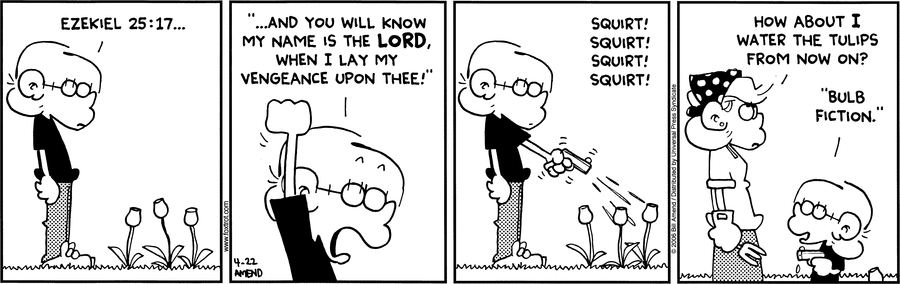 EZEKIEL 25:17...
"...AND YOU WILL KNOW
MY NAME IS THE LORD,
WHEN I LAY MY
VENGEANCE UPON THEE!"
www.foxtrot.com
4-22
AMEND
SQUIRT!
SQUIRT!
SQUIRT!
SQUIRT!
© 2006 Bill Amend / Distributed by Universal Press Syndicate
HOW ABOUT I
WATER THE TULIPS
FROM NOW ON?
"BULB
FICTION."